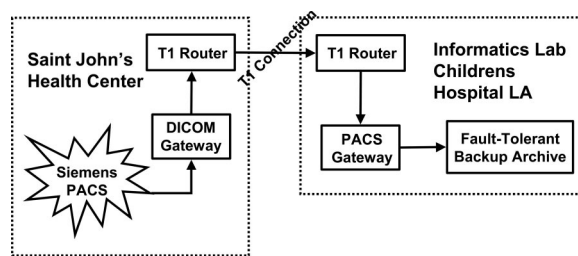 Saint John's
Health Center
T1 Router
T1 Connection
T1 Router
Informatics Lab
Childrens
Hospital LA
DICOM
Gateway
Siemens
PACS
PACS
Gateway
Fault-Tolerant
Backup Archive